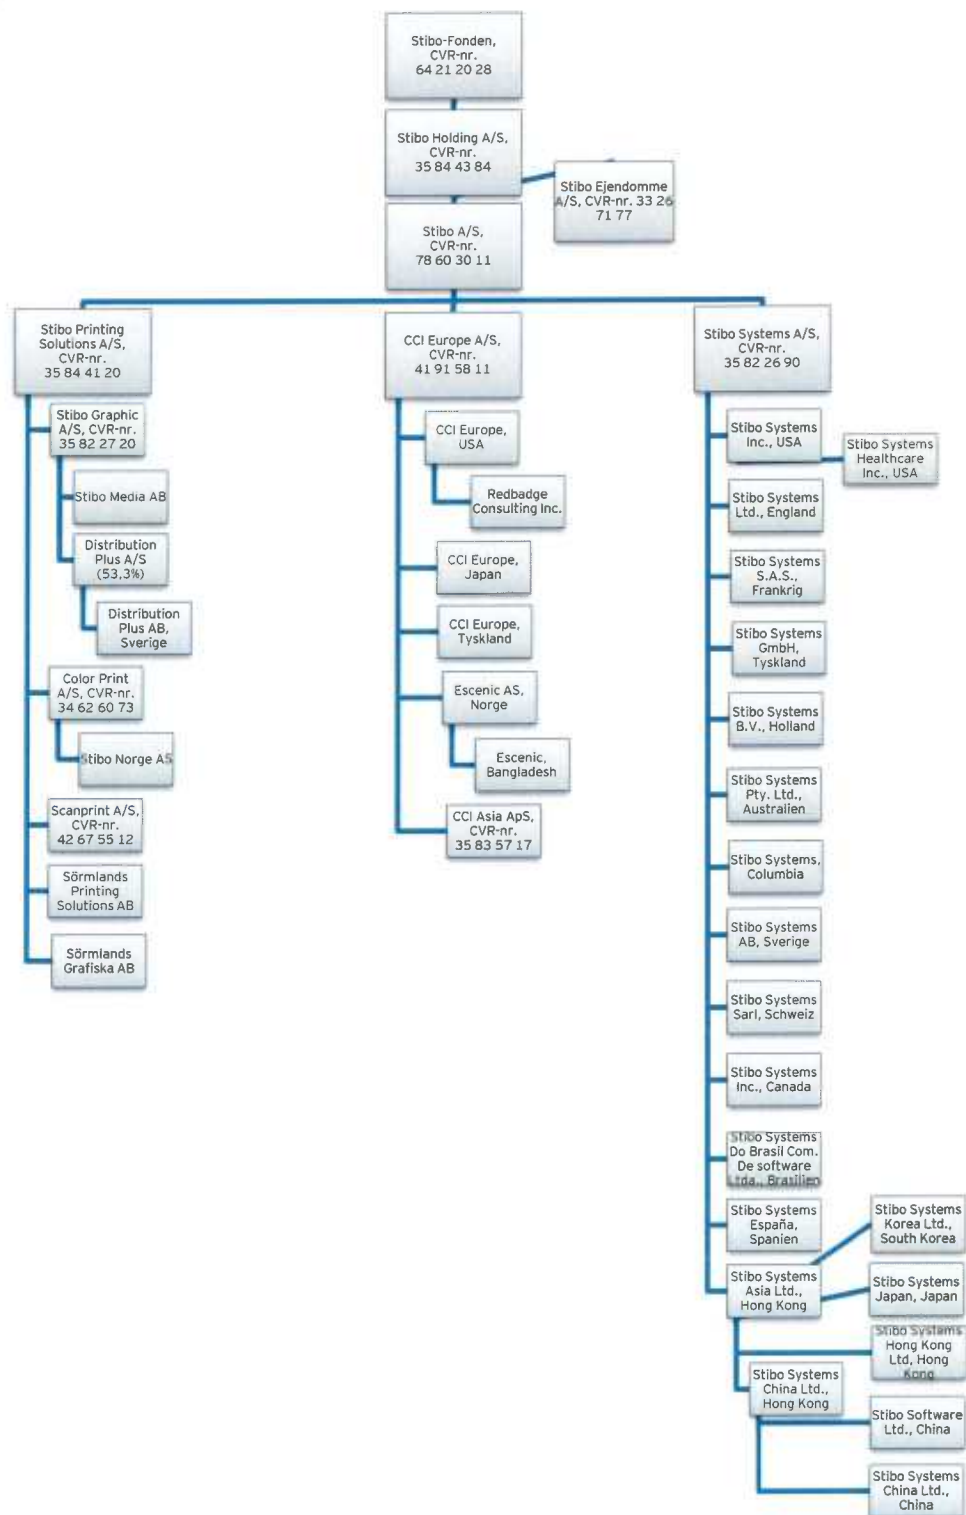 Stibo-Fonden,
CVR-nr.
64 21 20 28
Stibo Holding A/S,
CVR-nr.
35 84 43 84
Stibo Ejendomme
A/S, CVR-nr. 33 26
71 77
Stibo A/S,
CVR-nr.
78 60 30 11
Stibo Printing
Solutions A/S,
CVR-nr.
35 84 41 20
Stibo Graphic
A/S, CVR-nr.
35 82 27 20
Stibo Media AB
Distribution
Plus A/S
(53,3%)
Distribution
Plus AB,
Sverige
Color Print
A/S, CVR-nr.
34 62 60 73
Stibo Norge AS
Scanprint A/S,
CVR-nr.
42 67 55 12
Sörmlands
Printing
Solutions AB
Sörmlands
Grafiska AB
CCI Europe A/S,
CVR-nr.
41 91 58 11
CCI Europe,
USA
Redbadge
Consulting Inc.
CCI Europe,
Japan
CCI Europe,
Tyskland
Escenic AS,
Norge
Escenic,
Bangladesh
CCI Asia ApS,
CVR-nr.
35 83 57 17
Stibo Systems A/S,
CVR-nr.
35 82 26 90
Stibo Systems
Inc., USA
Stibo Systems
Healthcare
Inc., USA
Stibo Systems
Ltd., England
Stibo Systems
S.A.S.,
Frankrig
Stibo Systems
GmbH,
Tyskland
Stibo Systems
B.V., Holland
Stibo Systems
Pty. Ltd.,
Australien
Stibo Systems,
Columbia
Stibo Systems
AB, Sverige
Stibo Systems
Sarl, Schweiz
Stibo Systems
Inc., Canada
Stibo Systems
Do Brasil Com.
De software
Ltda., Brasilien
Stibo Systems
España,
Spanien
Stibo Systems
Asia Ltd.,
Hong Kong
Stibo Systems
Korea Ltd.,
South Korea
Stibo Systems
Japan, Japan
Stibo Systems
Hong Kong
Ltd, Hong
Kong
Stibo Systems
China Ltd.,
Hong Kong
Stibo Software
Ltd., China
Stibo Systems
China Ltd.,
China